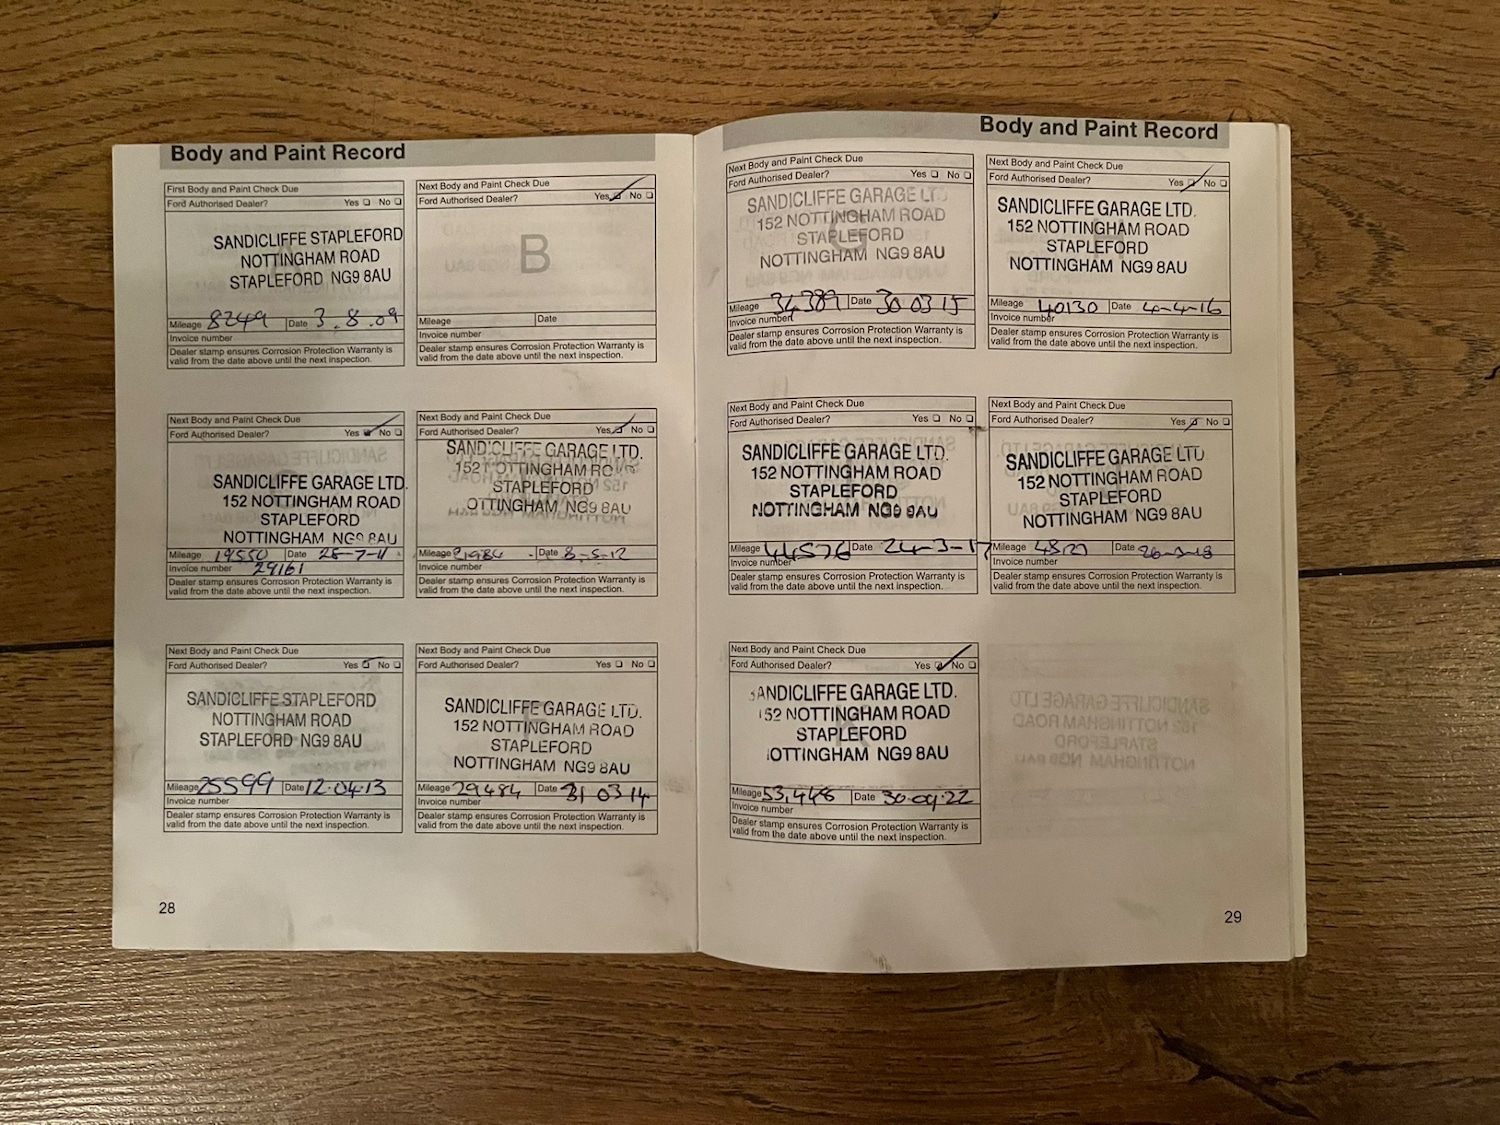 Body and Paint Record
First Body and Paint Check Due
Ford Authorised Dealer? Yes No
SANDICLIFFE STAPLEFORD
NOTTINGHAM ROAD
STAPLEFORD NG9 8AU
Mileage 8249 Date 3.8.09
Invoice number
Dealer stamp ensures Corrosion Protection Warranty is
valid from the date above until the next inspection.
Next Body and Paint Check Due
Ford Authorised Dealer? Yes No
B
Mileage Date
Invoice number
Dealer stamp ensures Corrosion Protection Warranty is
valid from the date above until the next inspection.
Next Body and Paint Check Due
Ford Authorised Dealer? Yes No
SANDICLIFFE GARAGE LTD.
152 NOTTINGHAM ROAD
STAPLEFORD
NOTTINGHAM NG9 8AU
Mileage 19550 Date 28-7-11
Invoice number 29161
Dealer stamp ensures Corrosion Protection Warranty is
valid from the date above until the next inspection.
Next Body and Paint Check Due
Ford Authorised Dealer? Yes No
SANDICLIFFE GARAGE LTD.
152 NOTTINGHAM ROAD
STAPLEFORD
OTTINGHAM NG9 8AU
Mileage Date 8-5-12
Invoice number
Dealer stamp ensures Corrosion Protection Warranty is
valid from the date above until the next inspection.
Next Body and Paint Check Due
Ford Authorised Dealer? Yes No
SANDICLIFFE STAPLEFORD
NOTTINGHAM ROAD
STAPLEFORD NG9 8AU
Mileage 25599 Date 12.04.13
Invoice number
Dealer stamp ensures Corrosion Protection Warranty is
valid from the date above until the next inspection.
Next Body and Paint Check Due
Ford Authorised Dealer? Yes No
SANDICLIFFE GARAGE LTD.
152 NOTTINGHAM ROAD
STAPLEFORD
NOTTINGHAM NG9 8AU
Mileage 29484 Date 31 03 14
Invoice number
Dealer stamp ensures Corrosion Protection Warranty is
valid from the date above until the next inspection.
28
Body and Paint Record
Next Body and Paint Check Due
Ford Authorised Dealer? Yes No
G
SANDICLIFFE GARAGE LTD.
152 NOTTINGHAM ROAD
STAPLEFORD
NOTTINGHAM NG9 8AU
Mileage 34389 Date 30 03 15
Invoice number
Dealer stamp ensures Corrosion Protection Warranty is
valid from the date above until the next inspection.
Next Body and Paint Check Due
Ford Authorised Dealer? Yes No
SANDICLIFFE GARAGE LTD.
152 NOTTINGHAM ROAD
STAPLEFORD
NOTTINGHAM NG9 8AU
Mileage 40130 Date -4-16
Invoice number
Dealer stamp ensures Corrosion Protection Warranty is
valid from the date above until the next inspection.
Next Body and Paint Check Due
Ford Authorised Dealer? Yes No
SANDICLIFFE GARAGE LTD.
152 NOTTINGHAM ROAD
STAPLEFORD
NOTTINGHAM NG9 8AU
Mileage 44576 Date 24-3-17
Invoice number
Dealer stamp ensures Corrosion Protection Warranty is
valid from the date above until the next inspection.
Next Body and Paint Check Due
Ford Authorised Dealer? Yes No
SANDICLIFFE GARAGE LTD
152 NOTTINGHAM ROAD
STAPLEFORD
NOTTINGHAM NG9 8AU
Mileage Date 26-3-18
Invoice number
Dealer stamp ensures Corrosion Protection Warranty is
valid from the date above until the next inspection.
Next Body and Paint Check Due
Ford Authorised Dealer? Yes No
SANDICLIFFE GARAGE LTD.
152 NOTTINGHAM ROAD
STAPLEFORD
OTTINGHAM NG9 8AU
Mileage 53,448 Date 30.09.22
Invoice number
Dealer stamp ensures Corrosion Protection Warranty is
valid from the date above until the next inspection.
29